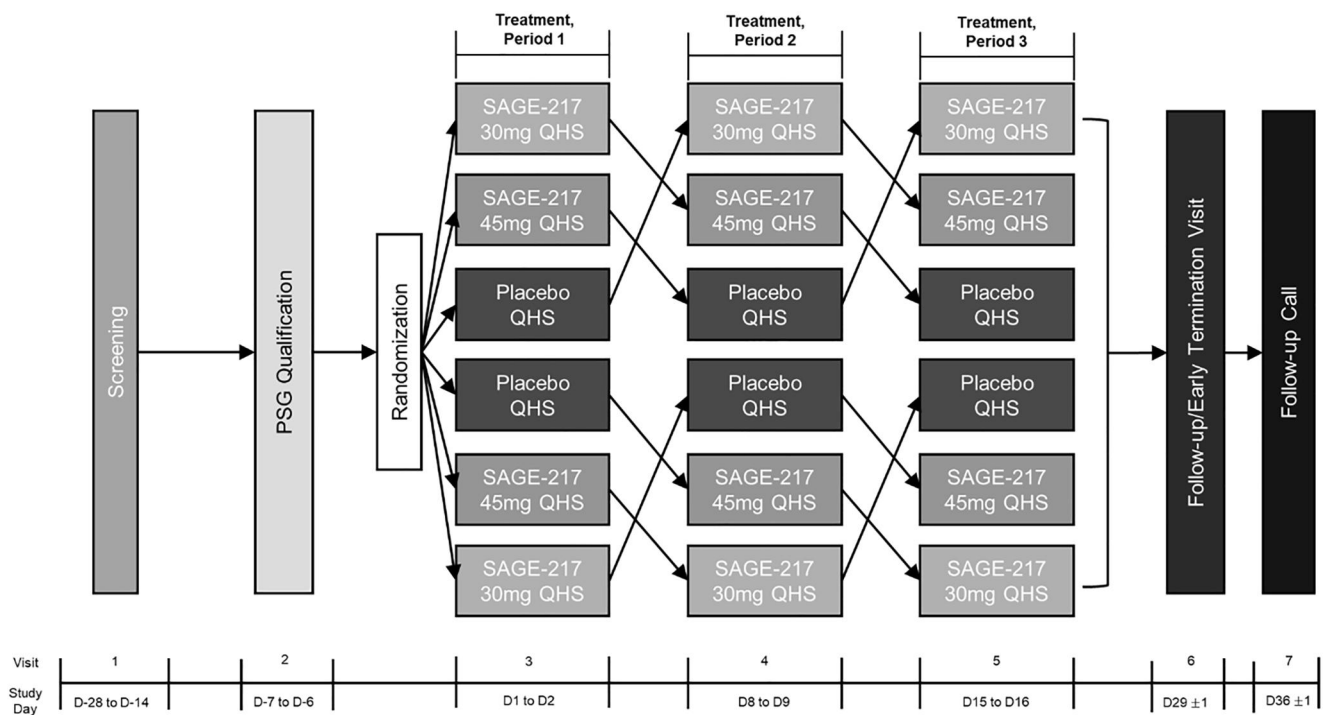 Treatment,
Period 1
Treatment,
Period 2
Treatment,
Period 3
Screening
PSG Qualification
Randomization
SAGE-217
30mg QHS
SAGE-217
45mg QHS
Placebo
QHS
Placebo
QHS
SAGE-217
45mg QHS
SAGE-217
30mg QHS
SAGE-217
30mg QHS
SAGE-217
45mg QHS
Placebo
QHS
Placebo
QHS
SAGE-217
45mg QHS
SAGE-217
30mg QHS
SAGE-217
30mg QHS
SAGE-217
45mg QHS
Placebo
QHS
Placebo
QHS
SAGE-217
45mg QHS
SAGE-217
30mg QHS
Follow-up/Early Termination Visit
Follow-up Call
Visit 1 2 3 4 5 6 7
Study
Day
D-28 to D-14 D-7 to D-6 D1 to D2 D8 to D9 D15 to D16 D29 ±1 D36 ±1